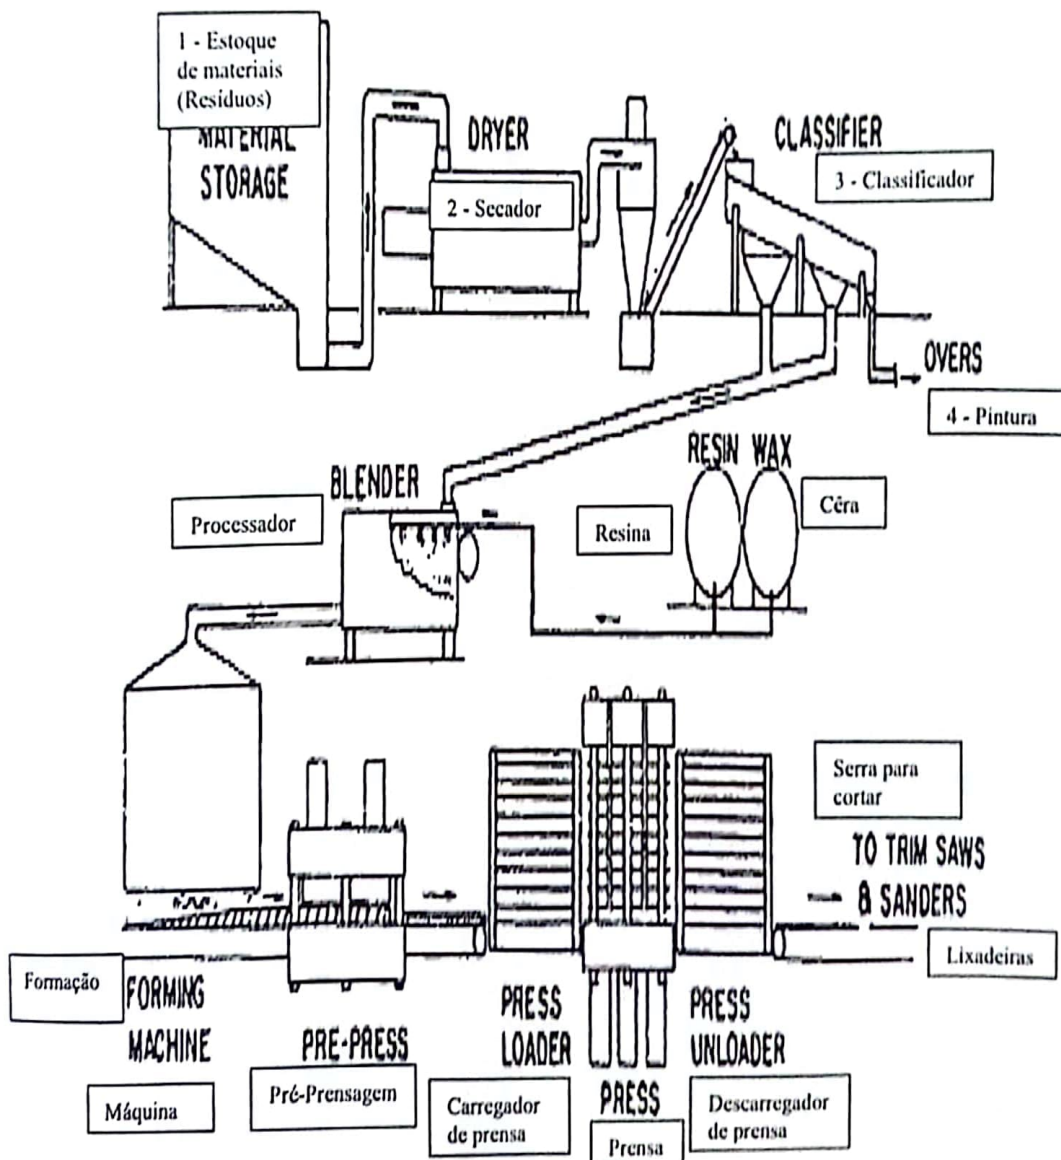 1 - Estoque
de materiais
(Resíduos)
MATERIAL
STORAGE
DRYER
2 - Secador
CLASSIFIER
3 - Classificador
OVERS
4 - Pintura
BLENDER
Processador
RESIN WAX
Resina
Cêra
Serra para
cortar
TO TRIM SAWS
& SANDERS
Lixadeiras
Formação
FORMING
MACHINE
Máquina
PRE-PRESS
Pré-Prensagem
PRESS
LOADER
Carregador
de prensa
PRESS
Prensa
PRESS
UNLOADER
Descarregador
de prensa